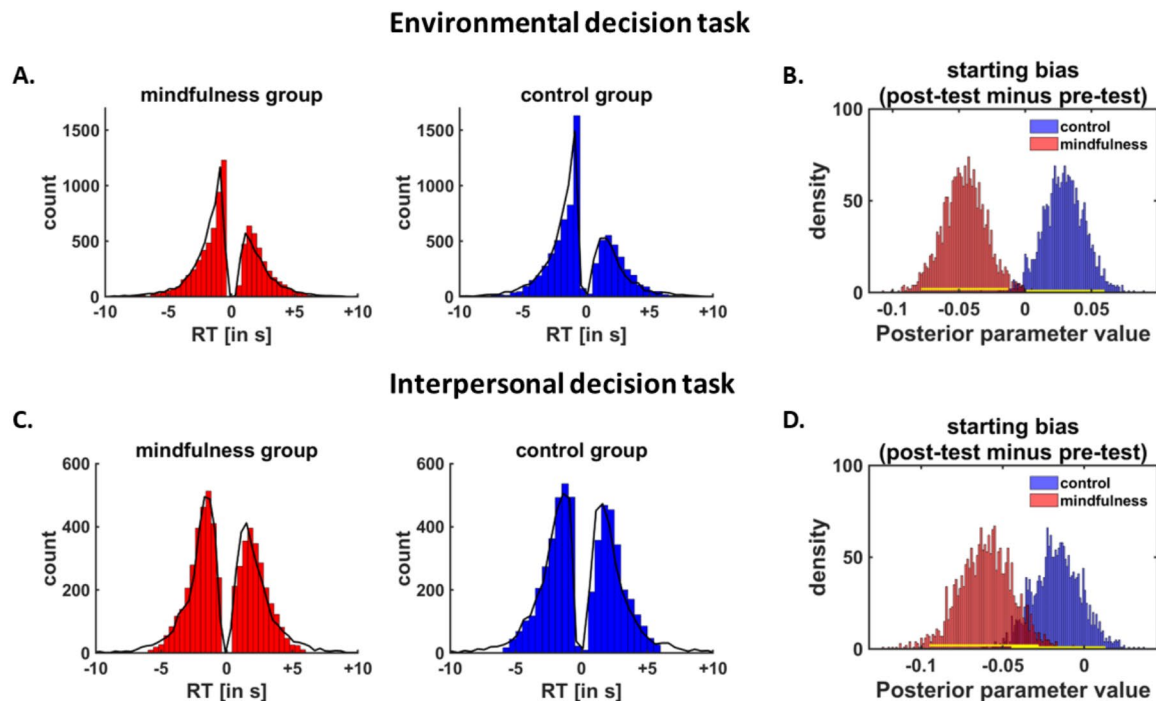 Environmental decision task
A.
mindfulness group
1500
1000
500
0
count
-10 -5 0 +5 +10
RT [in s]
control group
1500
1000
500
0
count
-10 -5 0 +5 +10
RT [in s]
B.
starting bias
(post-test minus pre-test)
100
50
0
density
control
mindfulness
-0.1 -0.05 0 0.05
Posterior parameter value
Interpersonal decision task
C.
mindfulness group
600
400
200
0
count
-10 -5 0 +5 +10
RT [in s]
control group
600
400
200
0
count
-10 -5 0 +5 +10
RT [in s]
D.
starting bias
(post-test minus pre-test)
100
50
0
density
control
mindfulness
-0.1 -0.05 0
Posterior parameter value